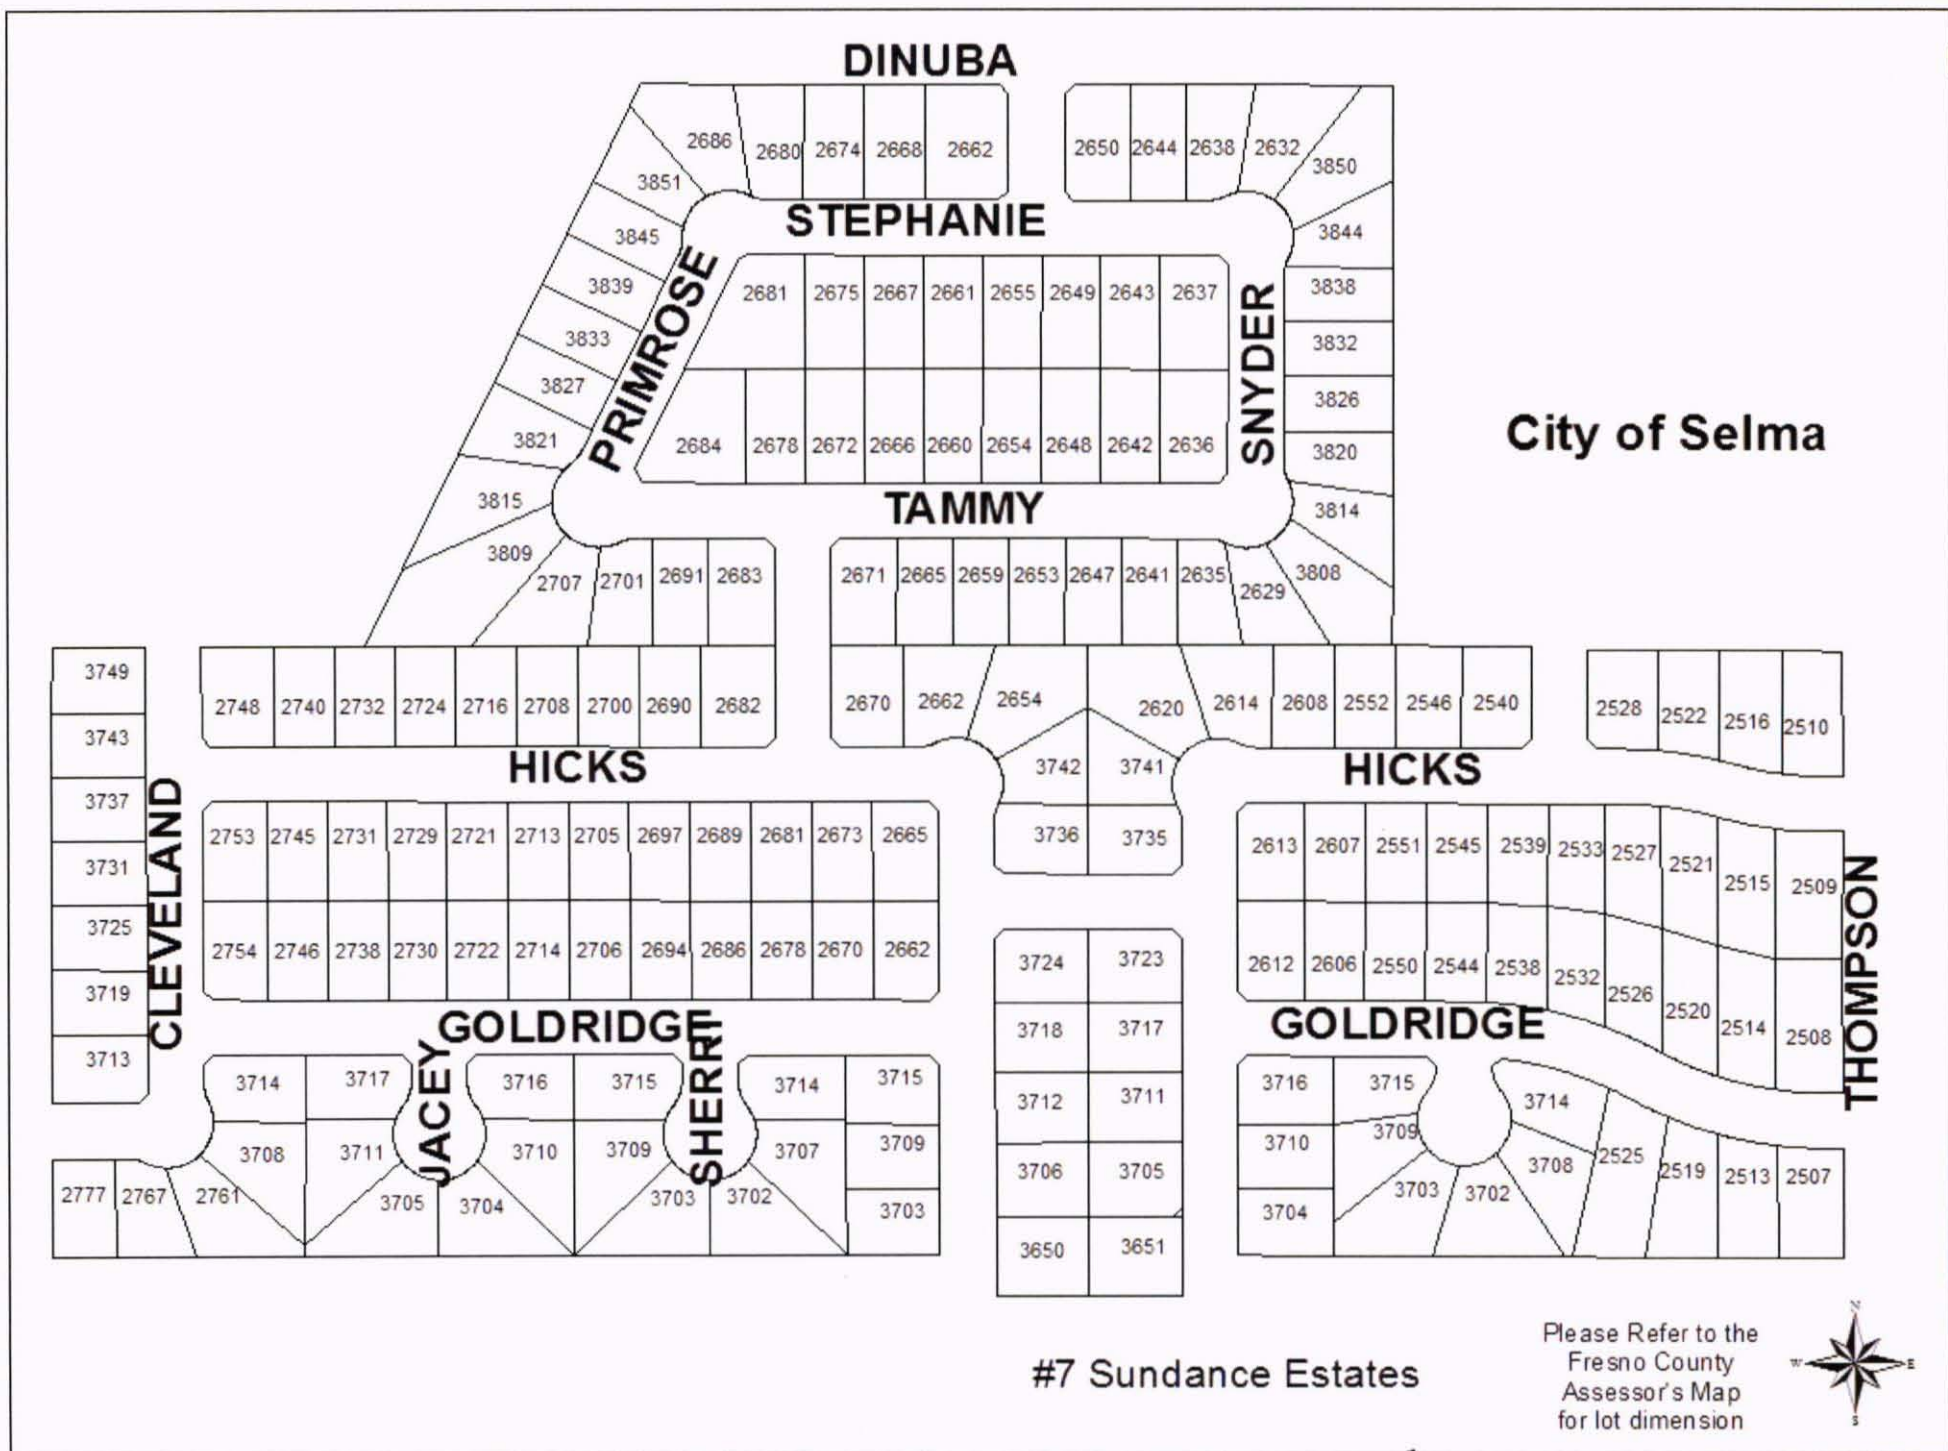 DINUBA
2686 2680 2674 2668 2662 2650 2644 2638 2632 3850
3851
STEPHANIE
3844
3845
3839
3833
3827
3821
3815
3809
PRIMROSE
2681 2675 2667 2661 2655 2649 2643 2637
2684 2678 2672 2666 2660 2654 2648 2642 2636
SNYDER
3838
3832
3826
3820
3814
3808
City of Selma
TAMMY
2707 2701 2691 2683 2671 2665 2659 2653 2647 2641 2635 2629
3749
3743
3737
3731
3725
3719
3713
CLEVELAND
2748 2740 2732 2724 2716 2708 2700 2690 2682 2670 2662 2654 2620 2614 2608 2552 2546 2540 2528 2522 2516 2510
HICKS
HICKS
3742 3741
3736 3735
2753 2745 2731 2729 2721 2713 2705 2697 2689 2681 2673 2665
2613 2607 2551 2545 2539 2533 2527 2521 2515 2509
2754 2746 2738 2730 2722 2714 2706 2694 2686 2678 2670 2662
2612 2606 2550 2544 2538 2532 2526 2520 2514 2508
THOMPSON
3724 3723
3718 3717
3712 3711
3706 3705
3650 3651
GOLDRIDGE
GOLDRIDGE
JACEY
SHERRI
3714 3717 3716 3715 3714 3715
3708 3711 3710 3709 3707 3709
2777 2767 2761 3705 3704 3703 3702 3703
3716 3715 3714
3710 3709 3708 2525 2519 2513 2507
3704 3703 3702
#7 Sundance Estates
Please Refer to the
Fresno County
Assessor's Map
for lot dimension
N
W E
S